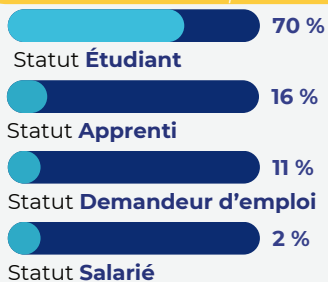 70 %
Statut Étudiant
16 %
Statut Apprenti
11 %
Statut Demandeur d'emploi
2 %
Statut Salarié